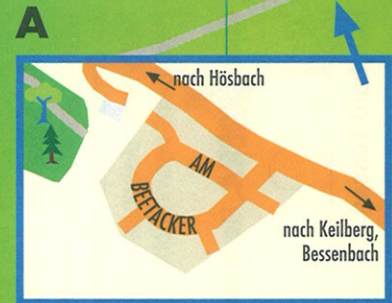 A
nach Hösbach
AM
BEETACKER
nach Keilberg,
Bessenbach